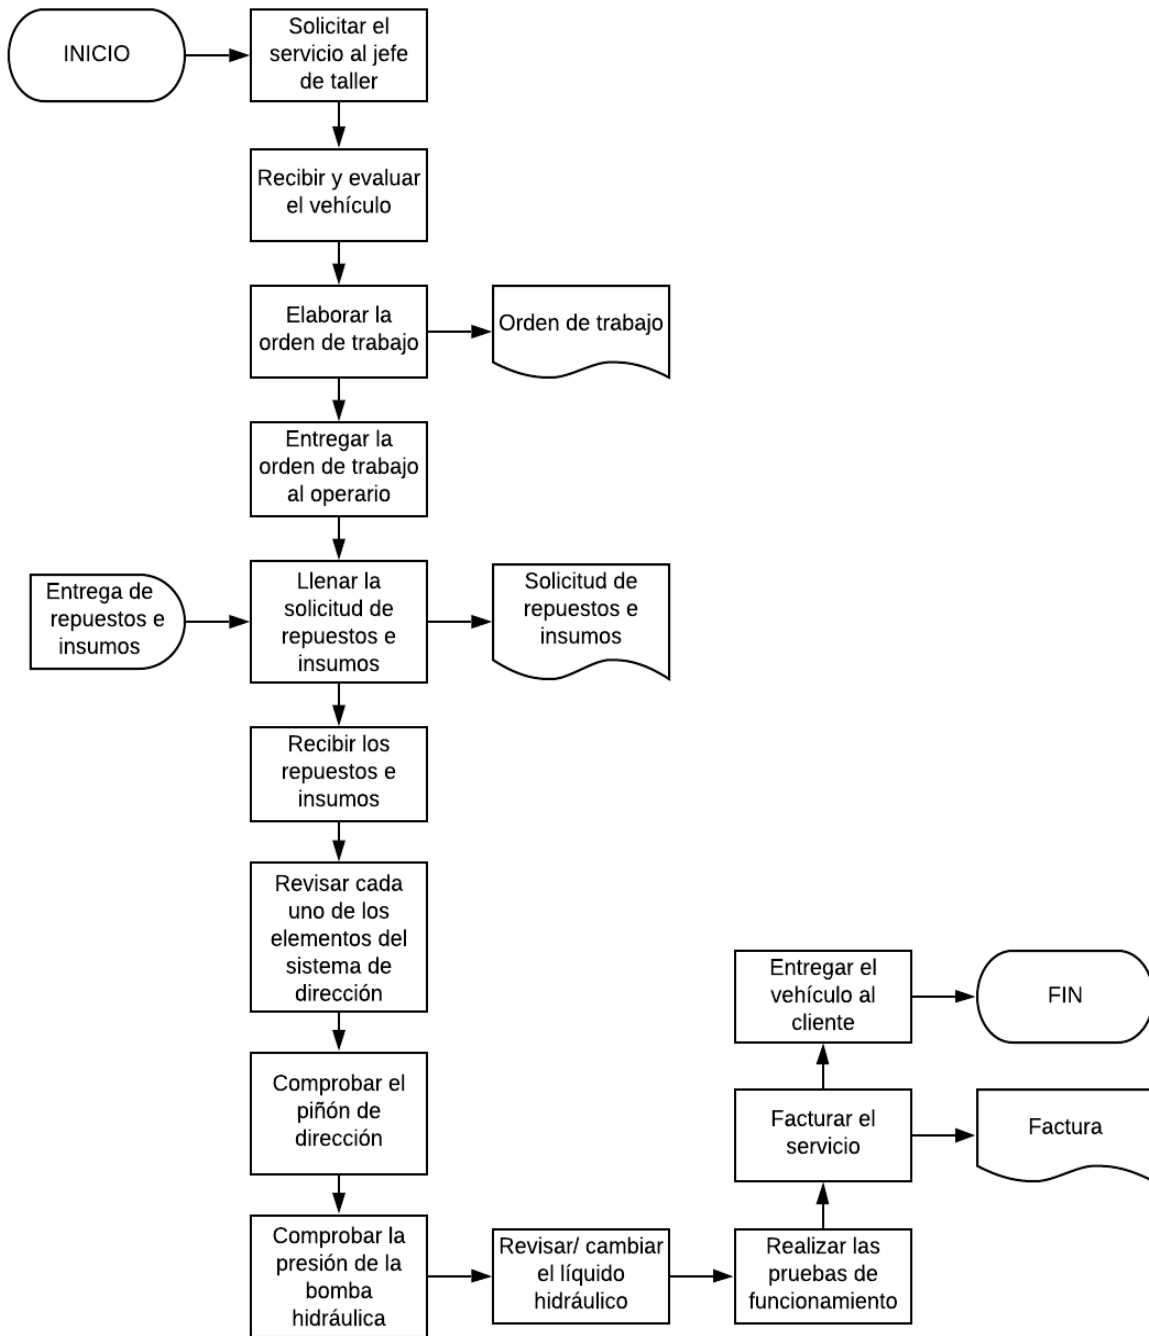 INICIO
Solicitar el
servicio al jefe
de taller
Recibir y evaluar
el vehículo
Elaborar la
orden de trabajo
Orden de trabajo
Entregar la
orden de trabajo
al operario
Entrega de
repuestos e
insumos
Llenar la
solicitud de
repuestos e
insumos
Solicitud de
repuestos e
insumos
Recibir los
repuestos e
insumos
Revisar cada
uno de los
elementos del
sistema de
dirección
Comprobar el
piñón de
dirección
Comprobar la
presión de la
bomba
hidráulica
Revisar/ cambiar
el líquido
hidráulico
Realizar las
pruebas de
funcionamiento
Facturar el
servicio
Factura
Entregar el
vehículo al
cliente
FIN